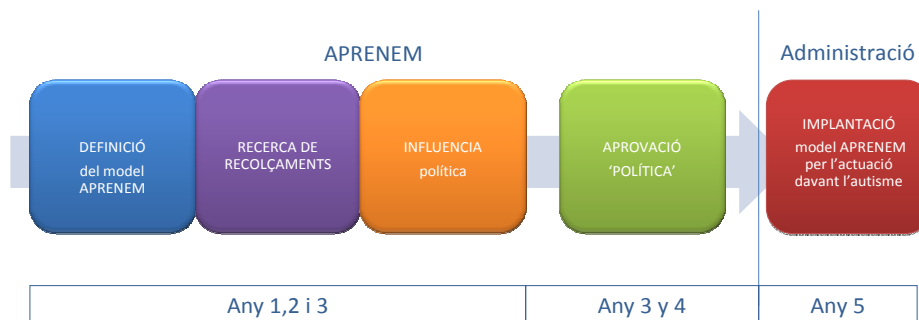 APRENEM
Administració
DEFINICIÓ
del model
APRENEM
RECERCA DE
RECOLÇAMENTS
INFLUENCIA
política
APROVACIÓ
‘POLÍTICA’
IMPLANTACIÓ
model APRENEM
per l’actuació
davant l’autisme
Any 1,2 i 3
Any 3 y 4
Any 5